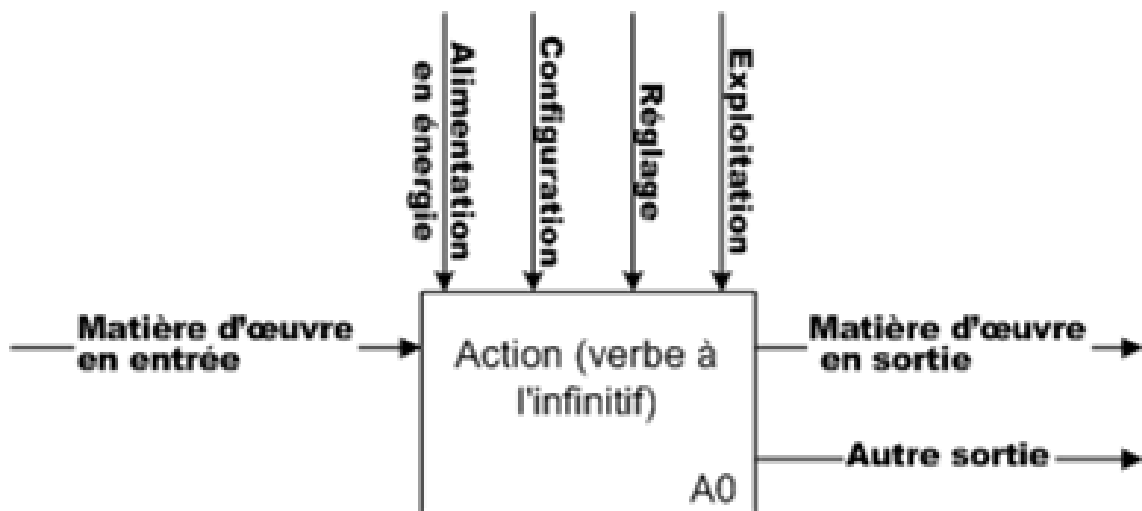 Alimentation
en énergie
Configuration
Réglage
Exploitation
Matière d'œuvre
en entrée
Action (verbe à
l'infinitif)
Matière d'œuvre
en sortie
Autre sortie
A0